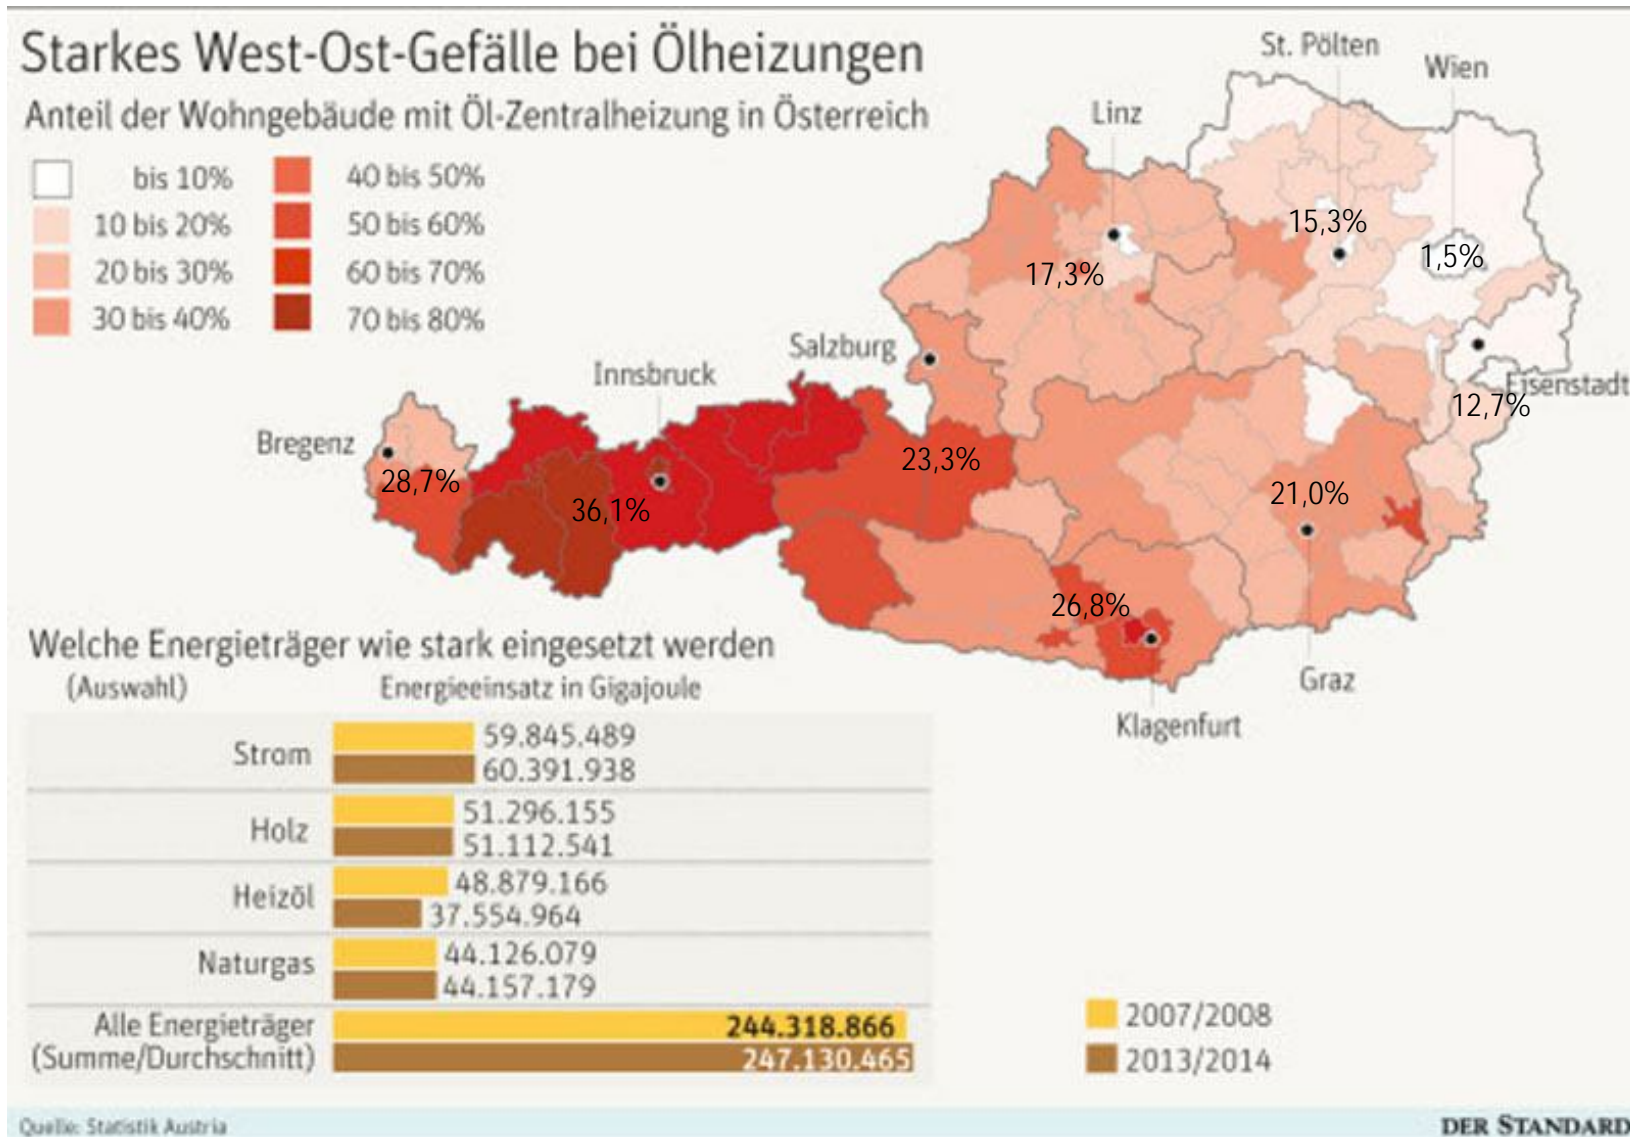 Starkes West-Ost-Gefälle bei Ölheizungen
Anteil der Wohngebäude mit Öl-Zentralheizung in Österreich
bis 10%
10 bis 20%
20 bis 30%
30 bis 40%
40 bis 50%
50 bis 60%
60 bis 70%
70 bis 80%
St. Pölten
Wien
Linz
15,3%
1,5%
17,3%
Salzburg
Innsbruck
Eisenstadt
12,7%
Bregenz
28,7%
23,3%
36,1%
21,0%
26,8%
Graz
Klagenfurt
Welche Energieträger wie stark eingesetzt werden
(Auswahl) Energieeinsatz in Gigajoule
Strom
59.845.489
60.391.938
Holz
51.296.155
51.112.541
Heizöl
48.879.166
37.554.964
Naturgas
44.126.079
44.157.179
Alle Energieträger
(Summe/Durchschnitt)
244.318.866
247.130.465
2007/2008
2013/2014
Quelle: Statistik Austria
DER STANDARD